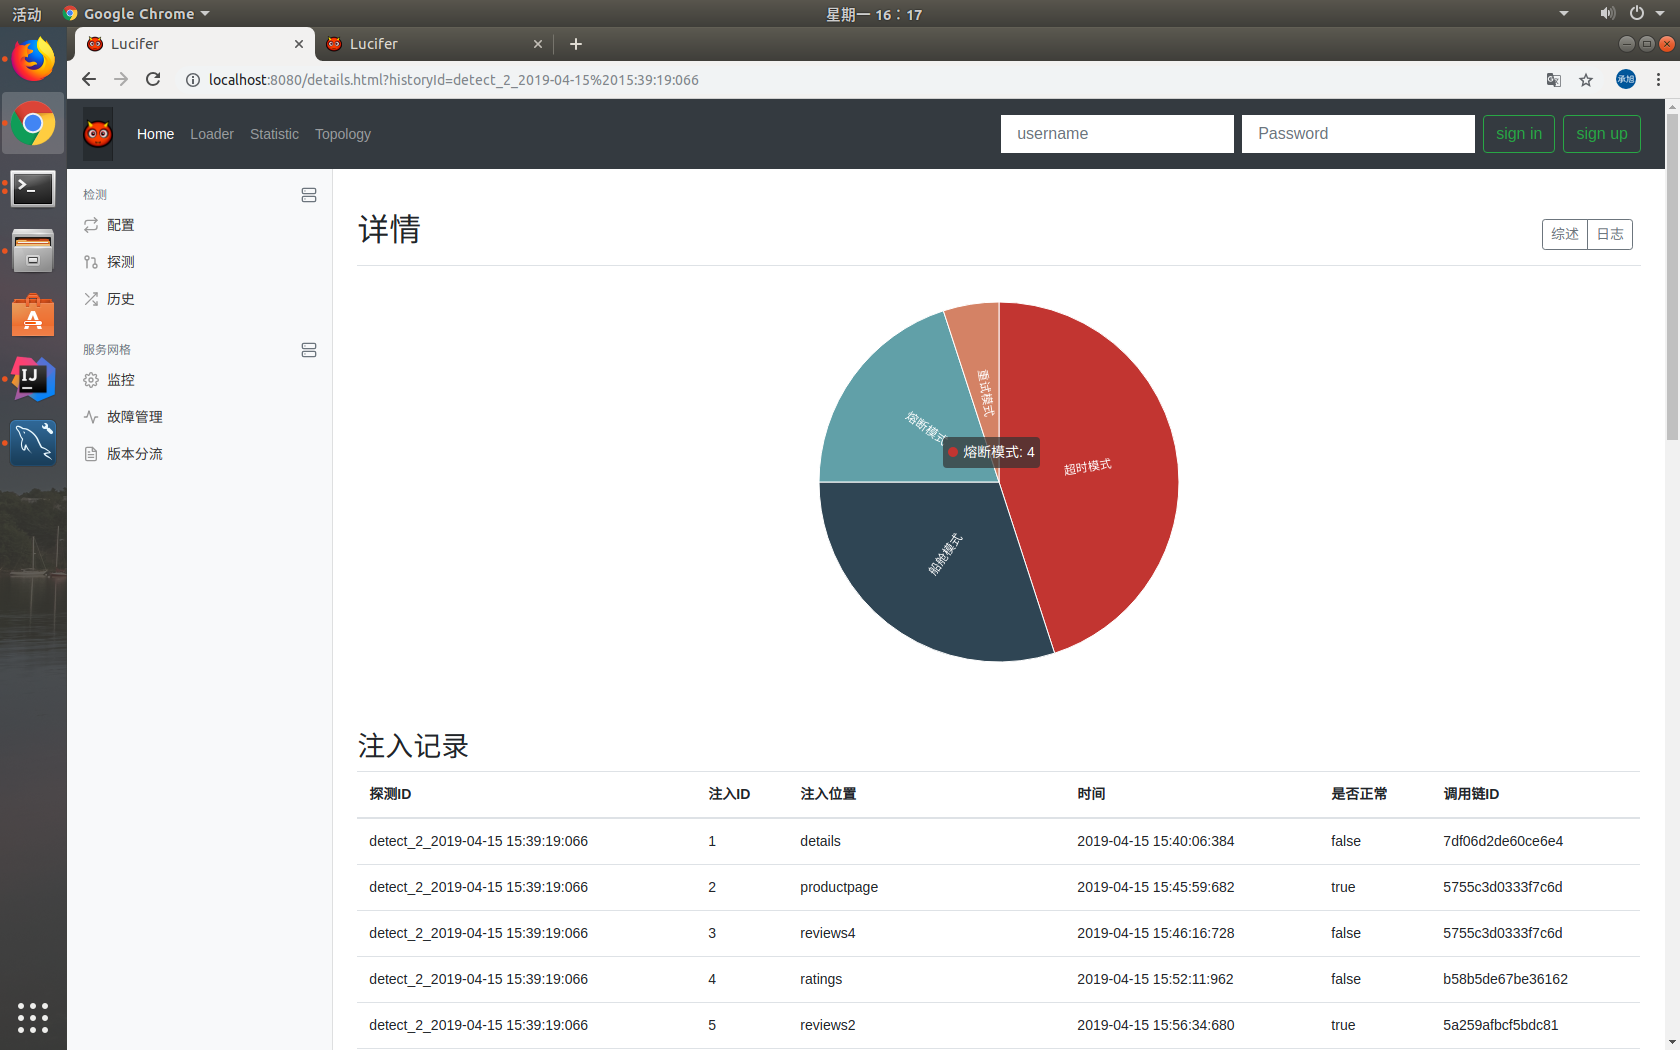 活动
Google Chrome
星期一 16:17
Lucifer
Lucifer
localhost:8080/details.html?historyId=detect_2_2019-04-15%2015:39:19:066
承旭
Home
Loader
Statistic
Topology
username
Password
sign in
sign up
检测
配置
探测
历史
服务网格
监控
故障管理
版本分流
详情
综述
日志
重试模式
熔断模式
熔断模式: 4
超时模式
船舱模式
注入记录
探测ID 注入ID 注入位置 时间 是否正常 调用链ID
detect_2_2019-04-15 15:39:19:066 1 details 2019-04-15 15:40:06:384 false 7df06d2de60ce6e4
detect_2_2019-04-15 15:39:19:066 2 productpage 2019-04-15 15:45:59:682 true 5755c3d0333f7c6d
detect_2_2019-04-15 15:39:19:066 3 reviews4 2019-04-15 15:46:16:728 false 5755c3d0333f7c6d
detect_2_2019-04-15 15:39:19:066 4 ratings 2019-04-15 15:52:11:962 false b58b5de67be36162
detect_2_2019-04-15 15:39:19:066 5 reviews2 2019-04-15 15:56:34:680 true 5a259afbcf5bdc81
IJ